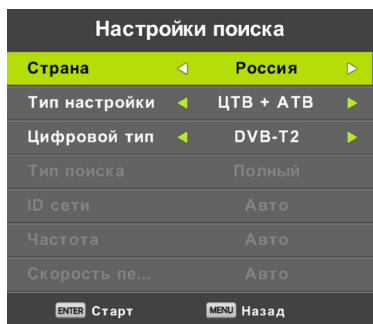 Настройки поиска
Страна Россия
Тип настройки ЦТВ + АТВ
Цифровой тип DVB-T2
Тип поиска Полный
ID сети Авто
Частота Авто
Скорость пе... Авто
ENTER Старт MENU Назад